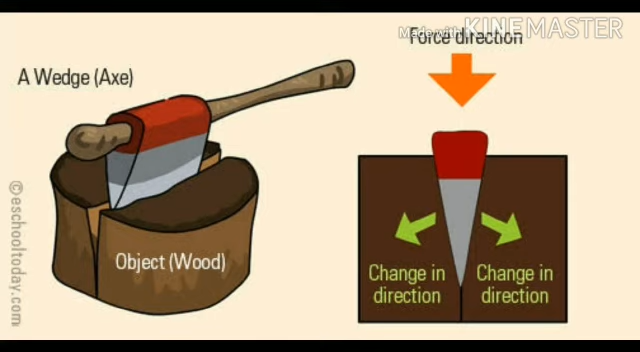 Made with KINEMASTER
Force direction
A Wedge (Axe)
Object (Wood)
Change in
direction
Change in
direction
©eschooltoday.com